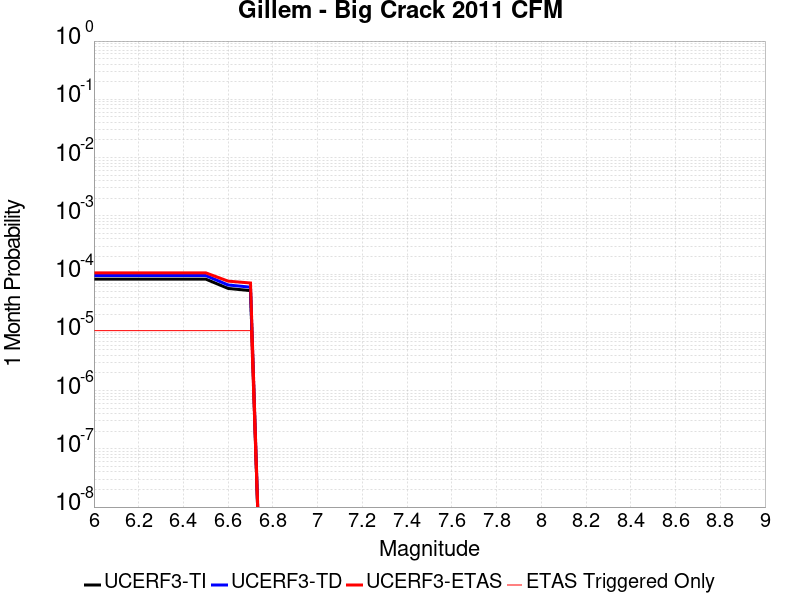 Gillem - Big Crack 2011 CFM
1 Month Probability
10^0
10^-1
10^-2
10^-3
10^-4
10^-5
10^-6
10^-7
10^-8
6 6.2 6.4 6.6 6.8 7 7.2 7.4 7.6 7.8 8 8.2 8.4 8.6 8.8 9
Magnitude
UCERF3-TI UCERF3-TD UCERF3-ETAS ETAS Triggered Only